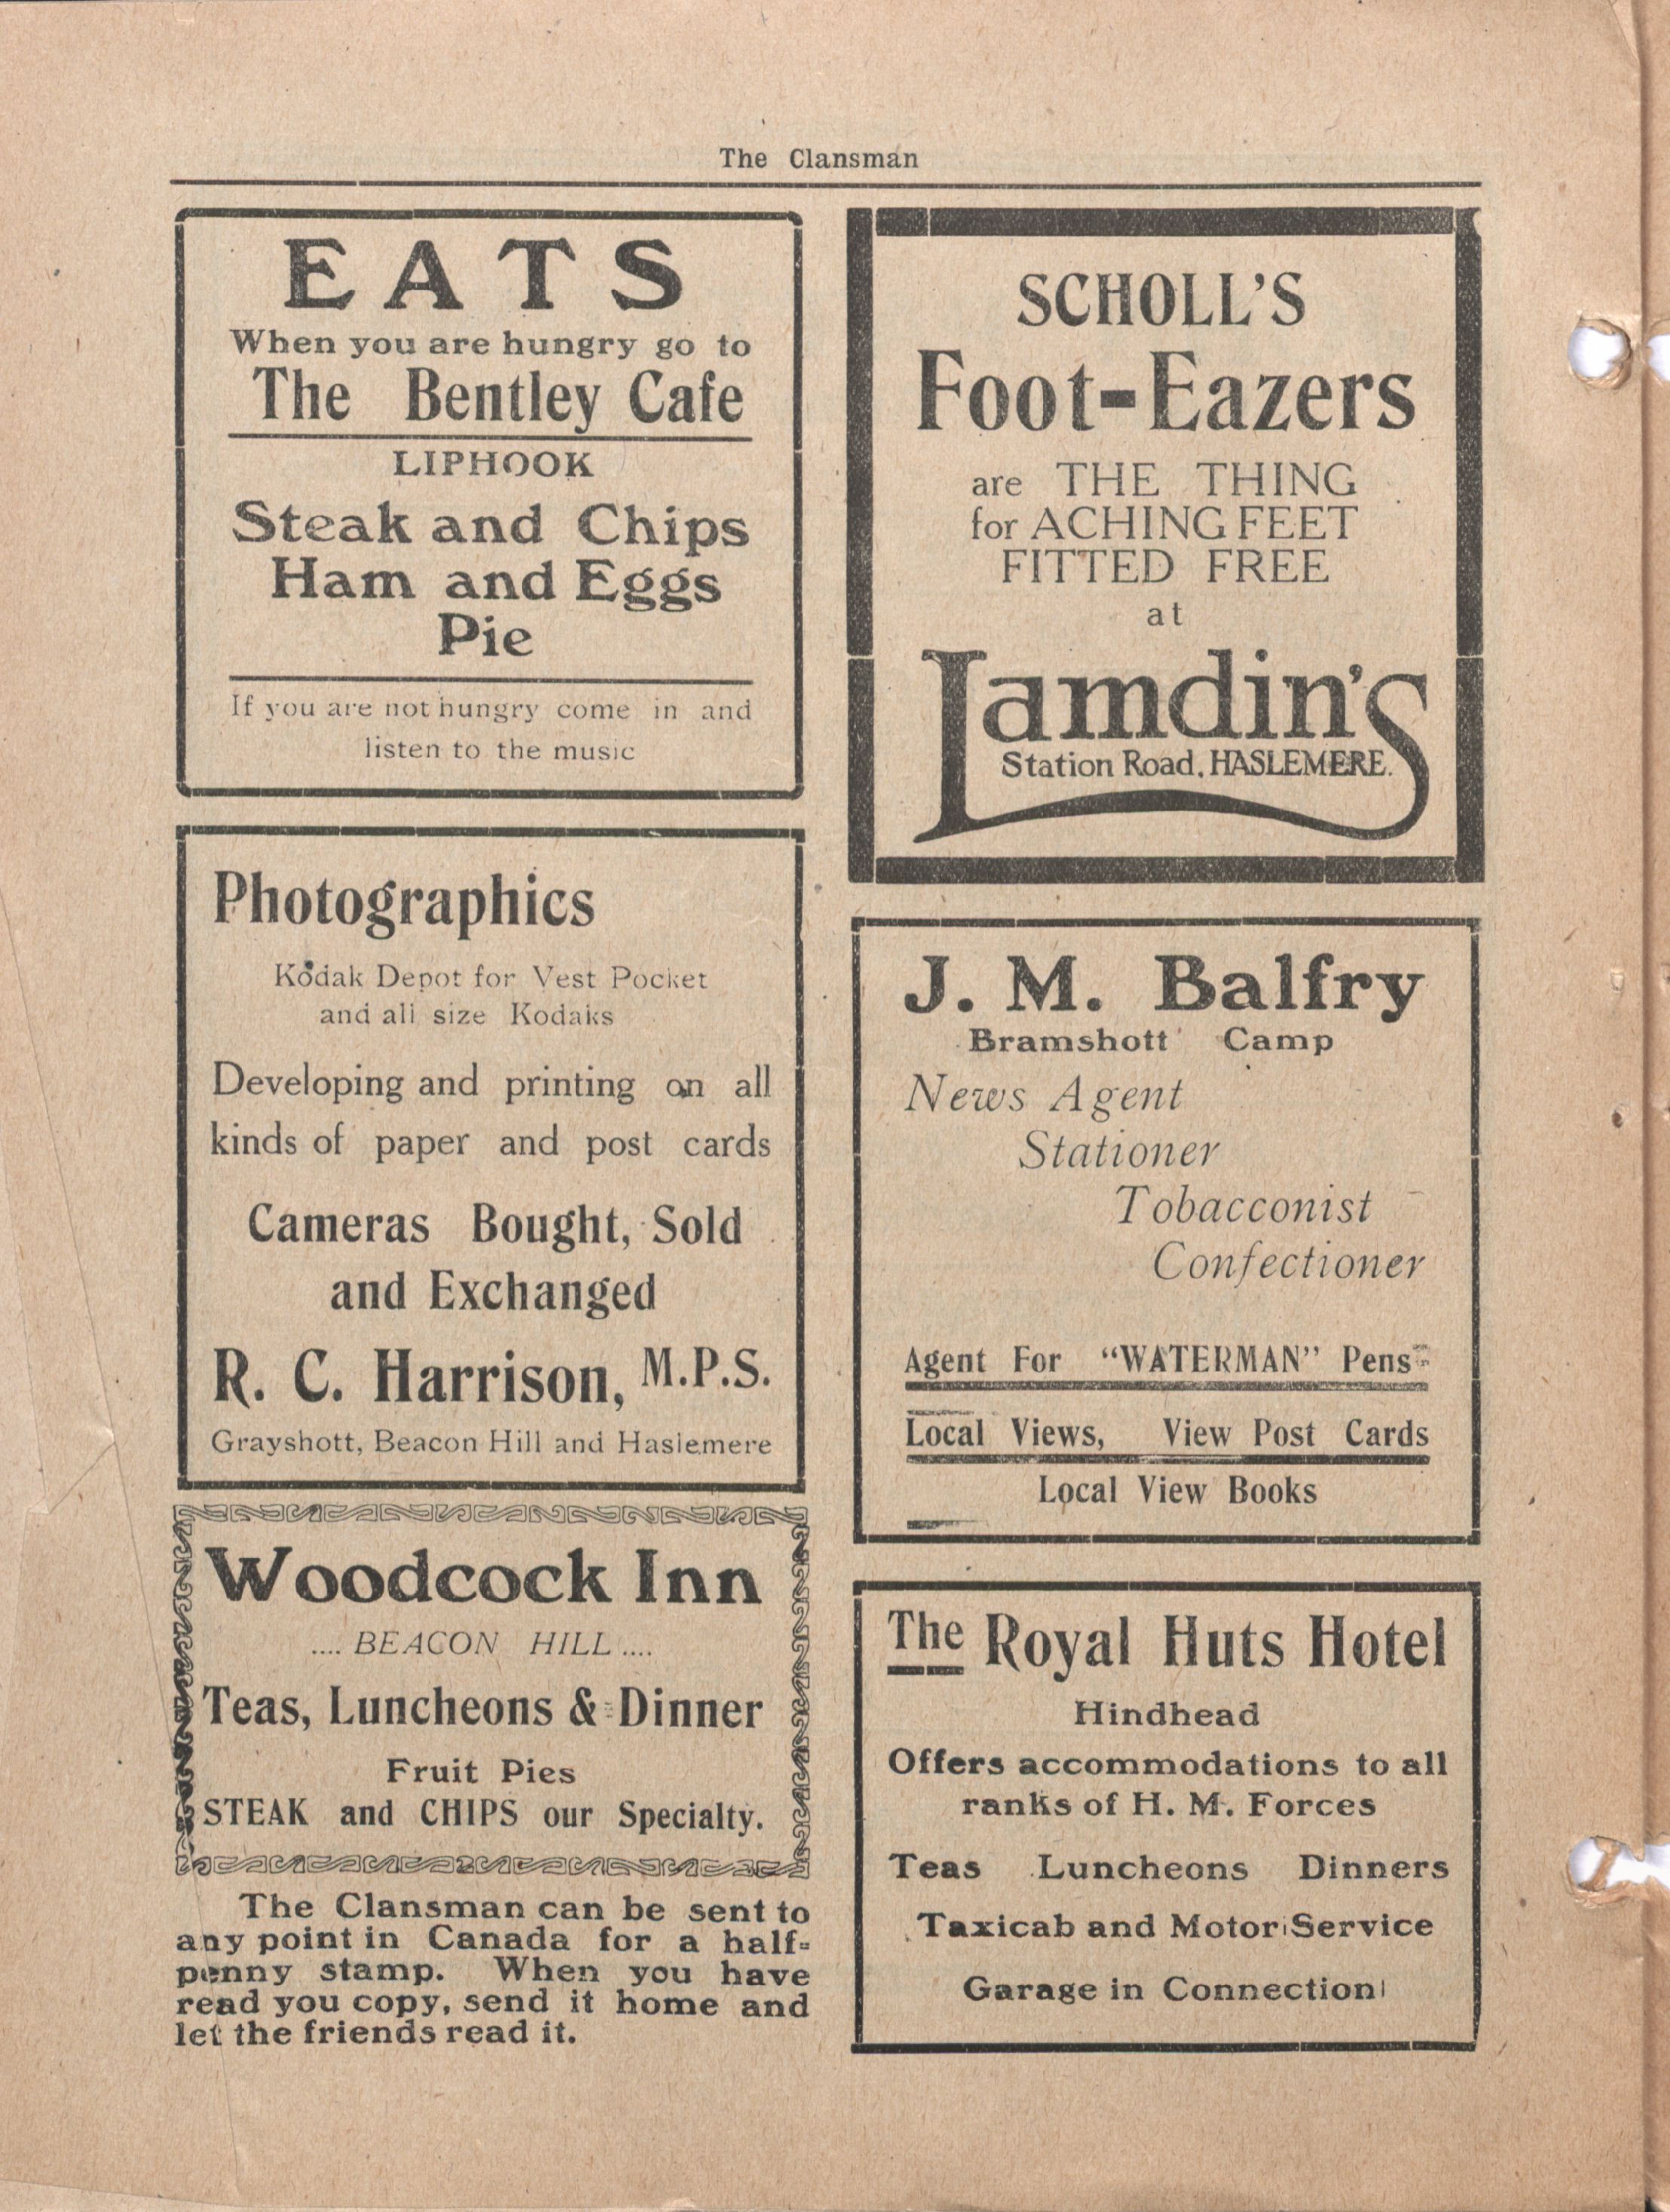 The Clansman
EATS
When you are hungry go to
The Bentley Cafe
LIPHOOK
Steak and Chips
Ham and Eggs
Pie
If you are not hungry come in and
listen to the music
Photographics
Kodak Depot for Vest Pocket
and all size Kodaks
Developing and printing on all
kinds of paper and post cards
Cameras Bought, Sold
and Exchanged
R. C. Harrison, M.P.S.
Grayshott, Beacon Hill and Haslemere
Woodcock Inn
.... BEACON HILL ....
Teas, Luncheons & Dinner
Fruit Pies
STEAK and CHIPS our Specialty.
The Clansman can be sent to
any point in Canada for a half-
penny stamp. When you have
read you copy, send it home and
let the friends read it.
SCHOLL'S
Foot-Eazers
are THE THING
for ACHING FEET
FITTED FREE
at
Lamdin's
Station Road, HASLEMERE.
J. M. Balfry
Bramshott Camp
News Agent
Stationer
Tobacconist
Confectioner
Agent For "WATERMAN" Pens
Local Views, View Post Cards
Local View Books
The Royal Huts Hotel
Hindhead
Offers accommodations to all
ranks of H. M. Forces
Teas Luncheons Dinners
Taxicab and Motor Service
Garage in Connection